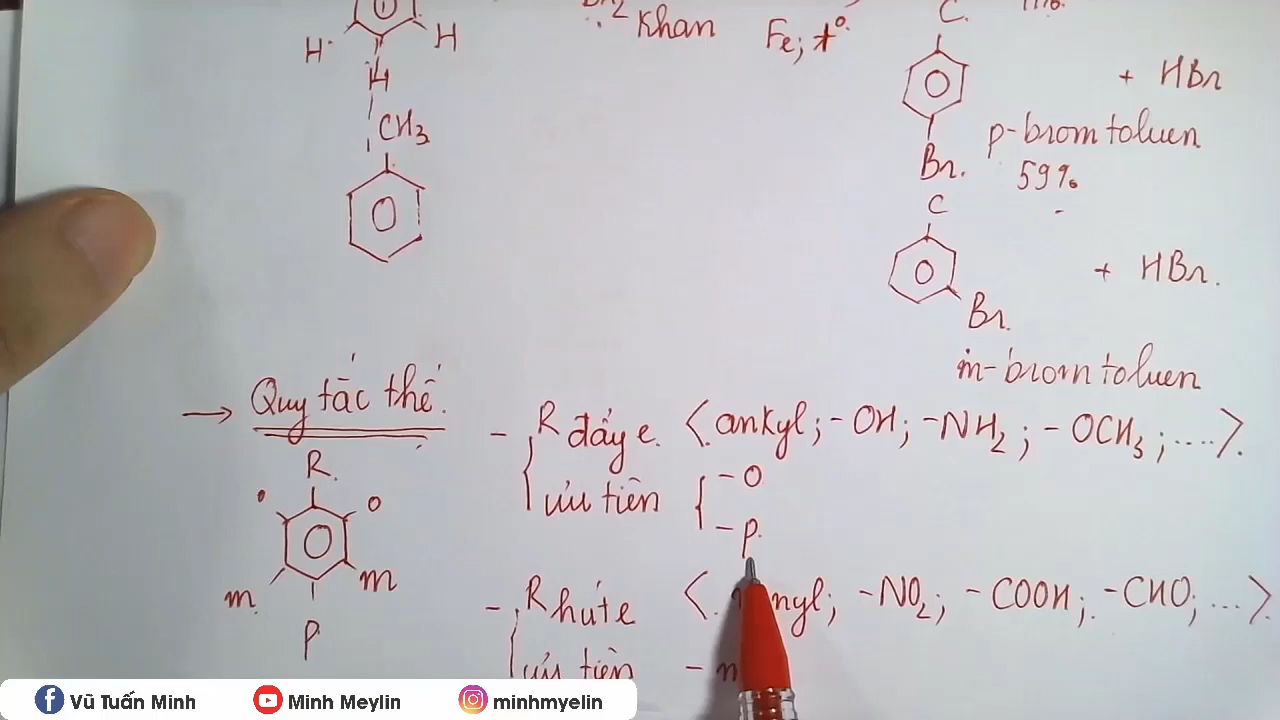 Khan Fe; t°
C
H H
H
+ HBr
CH₃
p-brom toluen
Br.
59%
C
+ HBr.
Br.
m-brom toluen
→ Quy tắc thế.
- R đẩy e. <ankyl; -OH; -NH₂; -OCH₃; ....>.
R
ưu tiên - O
o
- p.
m m
- R hút e < -NO₂; -COOH; -CHO; ...>.
p
ưu tiên - m
Vũ Tuấn Minh Minh Meylin minhmyelin